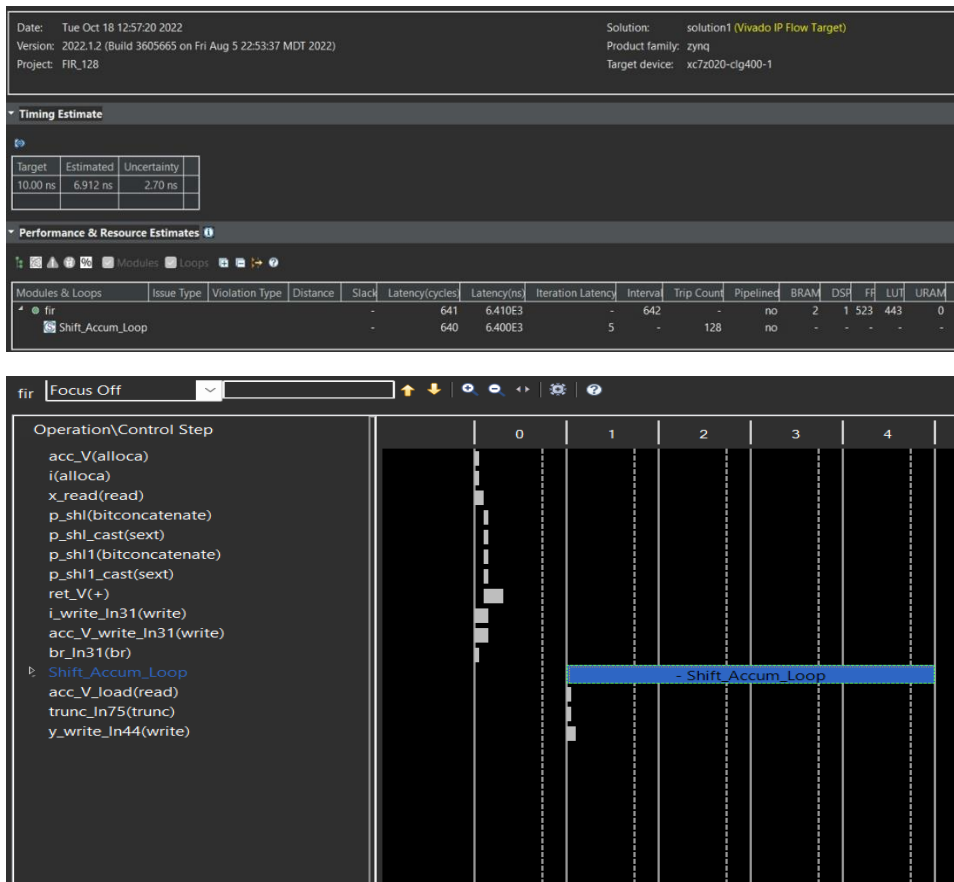 Date: Tue Oct 18 12:57:20 2022 Solution: solution1 (Vivado IP Flow Target)
Version: 2022.1.2 (Build 3605665 on Fri Aug 5 22:53:37 MDT 2022) Product family: zynq
Project: FIR_128 Target device: xc7z020-clg400-1
Timing Estimate
Target Estimated Uncertainty
10.00 ns 6.912 ns 2.70 ns
Performance & Resource Estimates
Modules Loops
Modules & Loops Issue Type Violation Type Distance Slack Latency(cycles) Latency(ns) Iteration Latency Interval Trip Count Pipelined BRAM DSP FF LUT URAM
fir - 641 6.410E3 - 642 - no 2 1 523 443 0
Shift_Accum_Loop - 640 6.400E3 5 - 128 no - - - - -
fir Focus Off
Operation\Control Step 0 1 2 3 4
acc_V(alloca)
i(alloca)
x_read(read)
p_shl(bitconcatenate)
p_shl_cast(sext)
p_shl1(bitconcatenate)
p_shl1_cast(sext)
ret_V(+)
i_write_ln31(write)
acc_V_write_ln31(write)
br_ln31(br)
Shift_Accum_Loop - Shift_Accum_Loop
acc_V_load(read)
trunc_ln75(trunc)
y_write_ln44(write)